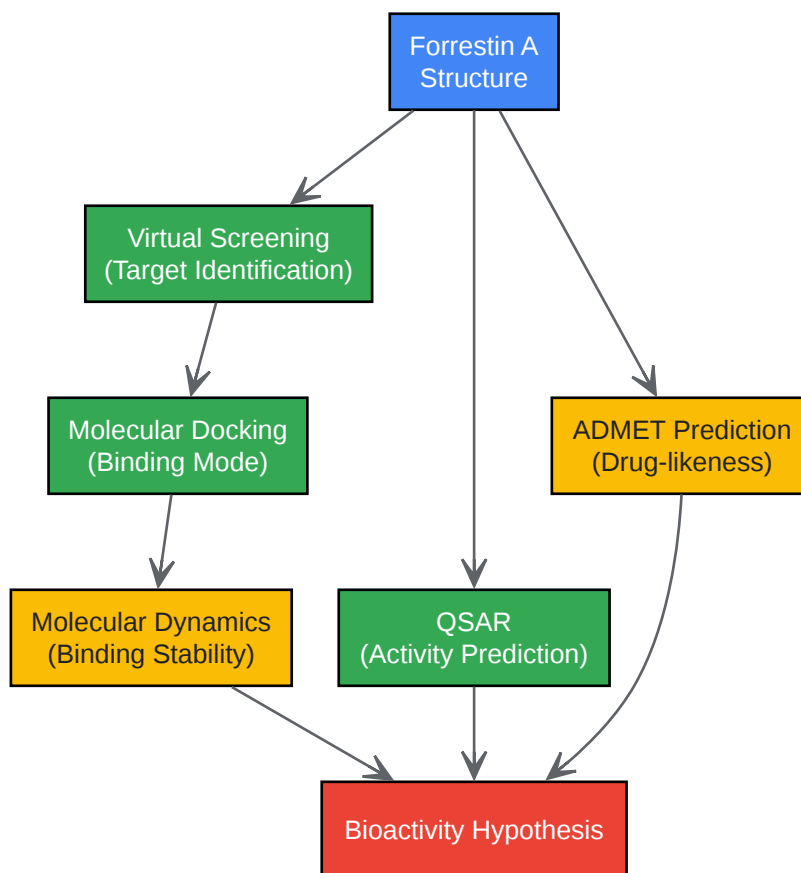 Forrestin A
Structure
Virtual Screening
(Target Identification)
Molecular Docking
(Binding Mode)
ADMET Prediction
(Drug-likeness)
Molecular Dynamics
(Binding Stability)
QSAR
(Activity Prediction)
Bioactivity Hypothesis